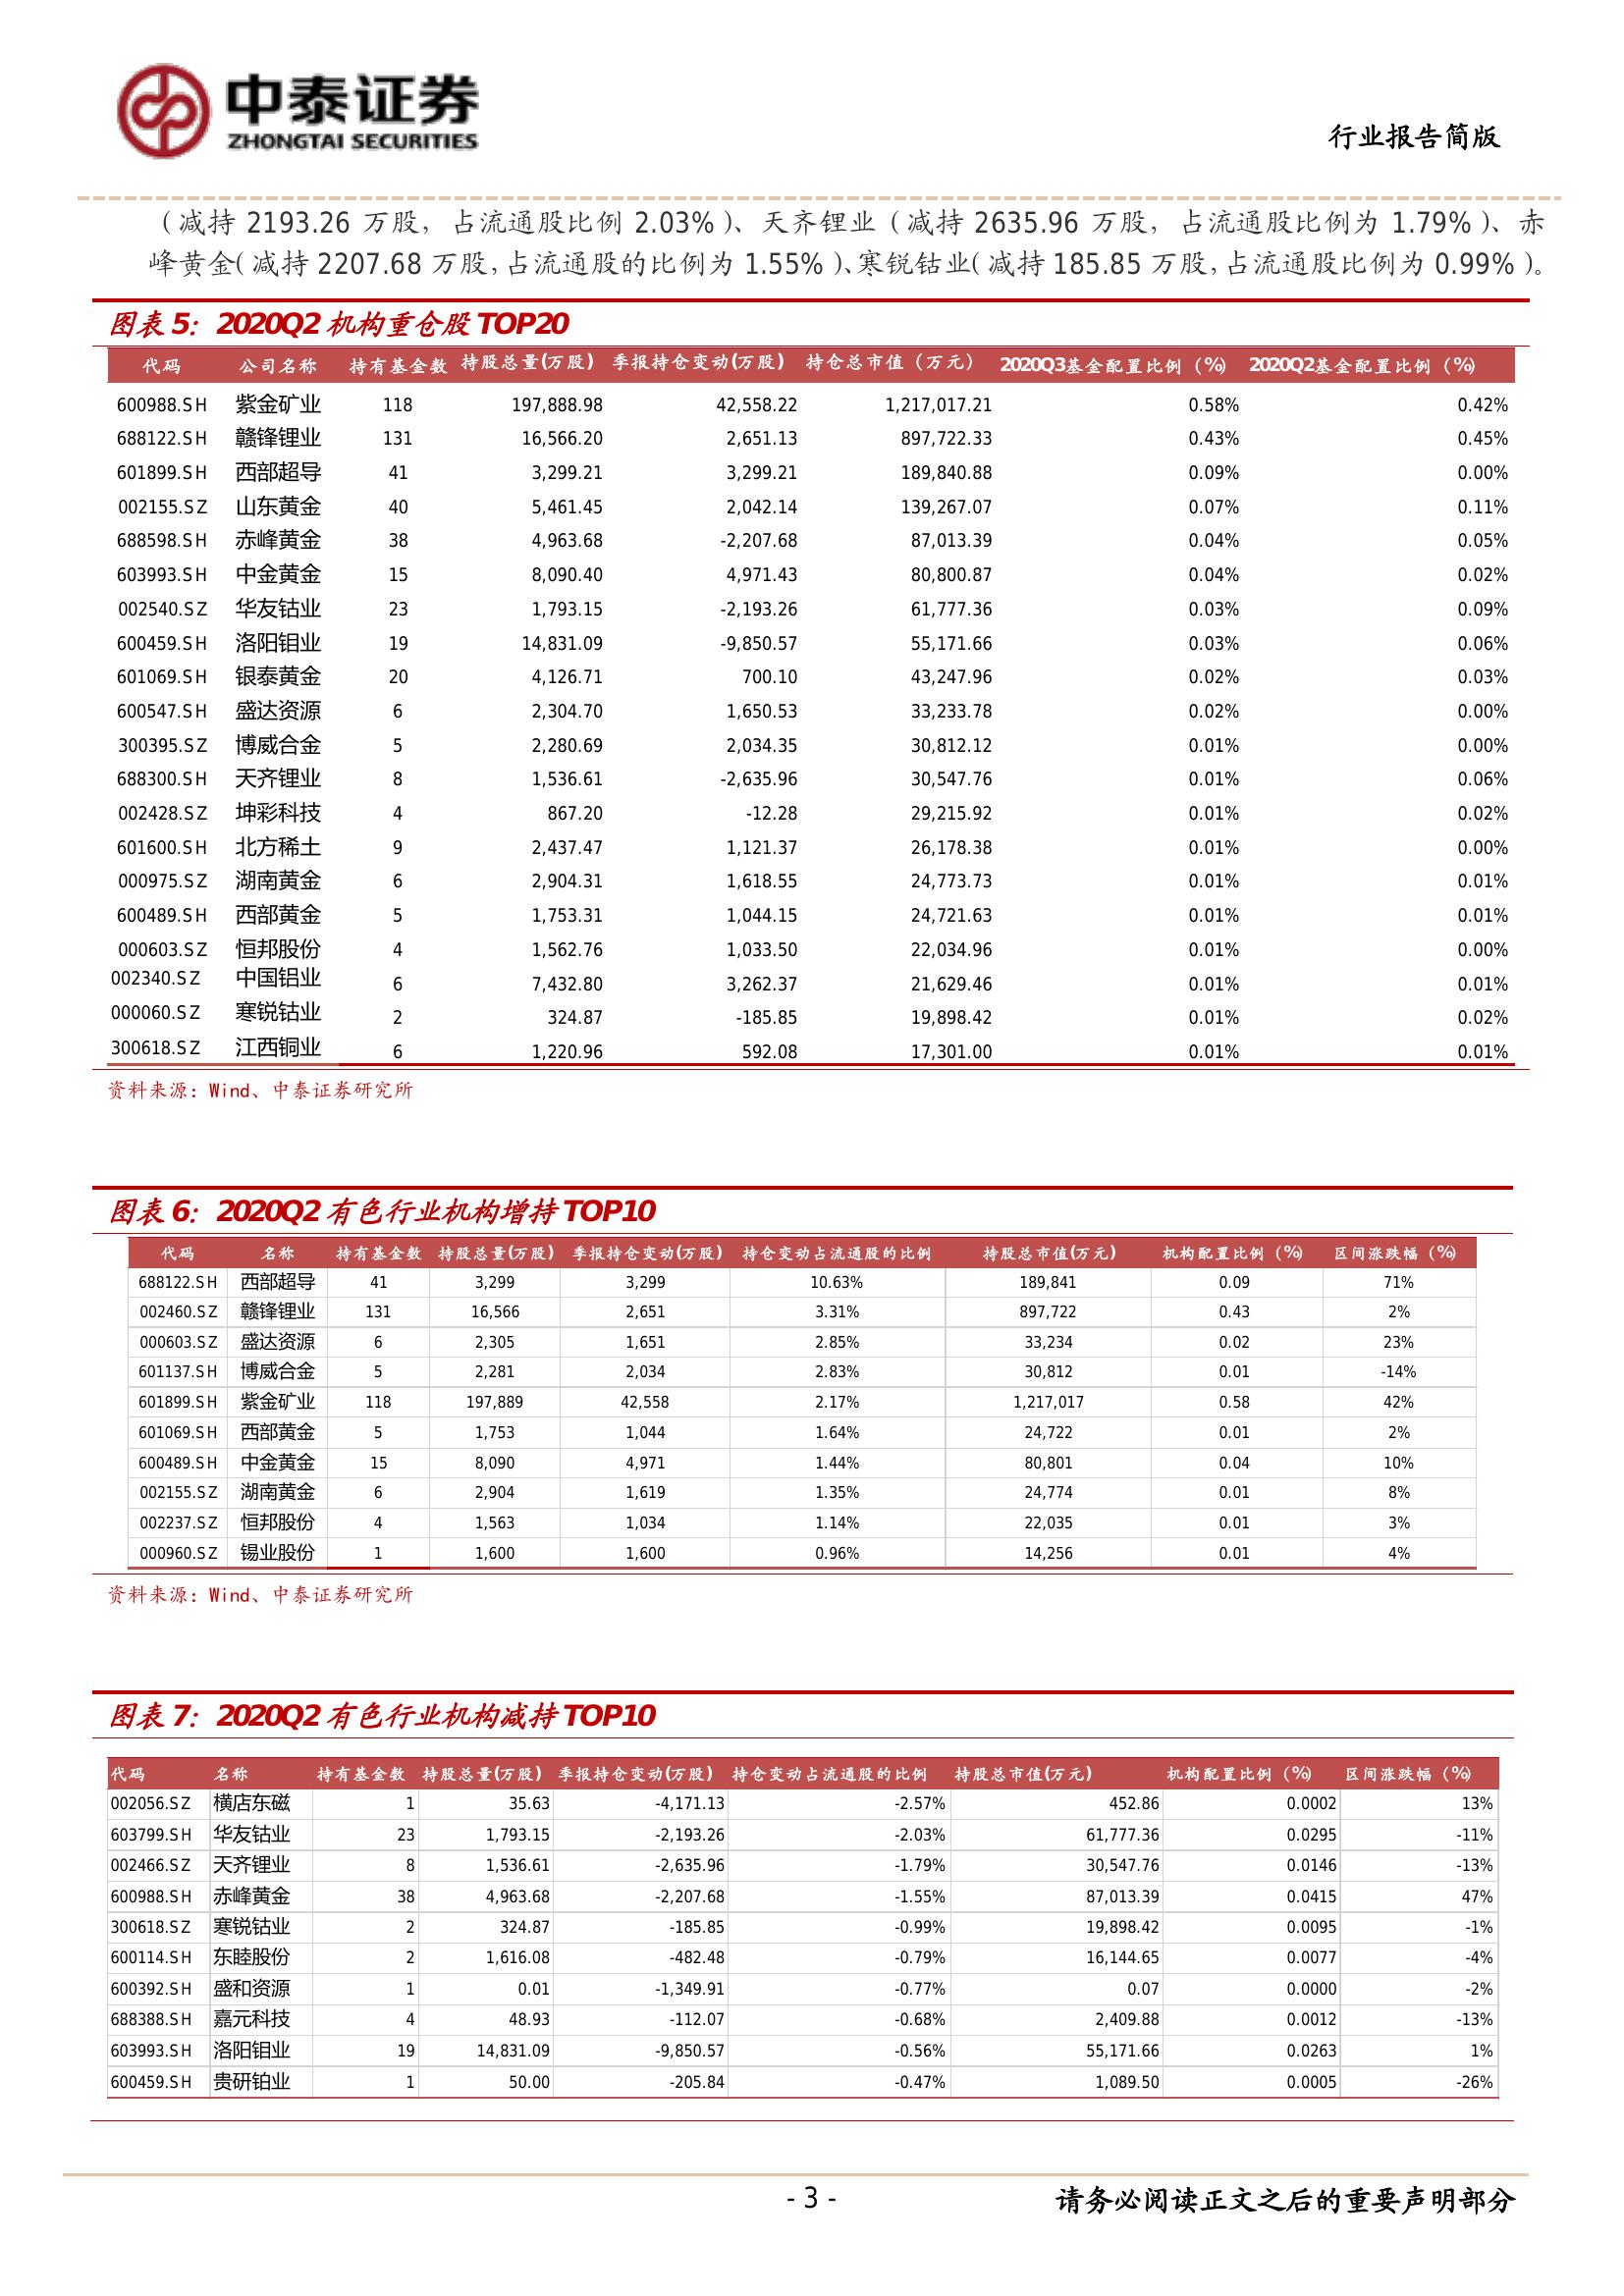 中泰证券
ZHONGTAI SECURITIES
行业报告简版
（减持 2193.26 万股，占流通股比例 2.03%）、天齐锂业（减持 2635.96 万股，占流通股比例为 1.79%）、赤
峰黄金（减持 2207.68 万股，占流通股的比例为 1.55%）、寒锐钴业（减持 185.85 万股，占流通股比例为 0.99%）。
图表 5：2020Q2 机构重仓股 TOP20
代码 公司名称 持有基金数 持股总量(万股) 季报持仓变动(万股) 持仓总市值（万元） 2020Q3基金配置比例（%） 2020Q2基金配置比例（%）
600988.SH 紫金矿业 118 197,888.98 42,558.22 1,217,017.21 0.58% 0.42%
688122.SH 赣锋锂业 131 16,566.20 2,651.13 897,722.33 0.43% 0.45%
601899.SH 西部超导 41 3,299.21 3,299.21 189,840.88 0.09% 0.00%
002155.SZ 山东黄金 40 5,461.45 2,042.14 139,267.07 0.07% 0.11%
688598.SH 赤峰黄金 38 4,963.68 -2,207.68 87,013.39 0.04% 0.05%
603993.SH 中金黄金 15 8,090.40 4,971.43 80,800.87 0.04% 0.02%
002540.SZ 华友钴业 23 1,793.15 -2,193.26 61,777.36 0.03% 0.09%
600459.SH 洛阳钼业 19 14,831.09 -9,850.57 55,171.66 0.03% 0.06%
601069.SH 银泰黄金 20 4,126.71 700.10 43,247.96 0.02% 0.03%
600547.SH 盛达资源 6 2,304.70 1,650.53 33,233.78 0.02% 0.00%
300395.SZ 博威合金 5 2,280.69 2,034.35 30,812.12 0.01% 0.00%
688300.SH 天齐锂业 8 1,536.61 -2,635.96 30,547.76 0.01% 0.06%
002428.SZ 坤彩科技 4 867.20 -12.28 29,215.92 0.01% 0.02%
601600.SH 北方稀土 9 2,437.47 1,121.37 26,178.38 0.01% 0.00%
000975.SZ 湖南黄金 6 2,904.31 1,618.55 24,773.73 0.01% 0.01%
600489.SH 西部黄金 5 1,753.31 1,044.15 24,721.63 0.01% 0.01%
000603.SZ 恒邦股份 4 1,562.76 1,033.50 22,034.96 0.01% 0.00%
002340.SZ 中国铝业 6 7,432.80 3,262.37 21,629.46 0.01% 0.01%
000060.SZ 寒锐钴业 2 324.87 -185.85 19,898.42 0.01% 0.02%
300618.SZ 江西铜业 6 1,220.96 592.08 17,301.00 0.01% 0.01%
资料来源：Wind、中泰证券研究所
图表 6：2020Q2 有色行业机构增持 TOP10
代码 名称 持有基金数 持股总量(万股) 季报持仓变动(万股) 持仓变动占流通股的比例 持股总市值(万元) 机构配置比例（%） 区间涨跌幅（%）
688122.SH 西部超导 41 3,299 3,299 10.63% 189,841 0.09 71%
002460.SZ 赣锋锂业 131 16,566 2,651 3.31% 897,722 0.43 2%
000603.SZ 盛达资源 6 2,305 1,651 2.85% 33,234 0.02 23%
601137.SH 博威合金 5 2,281 2,034 2.83% 30,812 0.01 -14%
601899.SH 紫金矿业 118 197,889 42,558 2.17% 1,217,017 0.58 42%
601069.SH 西部黄金 5 1,753 1,044 1.64% 24,722 0.01 2%
600489.SH 中金黄金 15 8,090 4,971 1.44% 80,801 0.04 10%
002155.SZ 湖南黄金 6 2,904 1,619 1.35% 24,774 0.01 8%
002237.SZ 恒邦股份 4 1,563 1,034 1.14% 22,035 0.01 3%
000960.SZ 锡业股份 1 1,600 1,600 0.96% 14,256 0.01 4%
资料来源：Wind、中泰证券研究所
图表 7：2020Q2 有色行业机构减持 TOP10
代码 名称 持有基金数 持股总量(万股) 季报持仓变动(万股) 持仓变动占流通股的比例 持股总市值(万元) 机构配置比例（%） 区间涨跌幅（%）
002056.SZ 横店东磁 1 35.63 -4,171.13 -2.57% 452.86 0.0002 13%
603799.SH 华友钴业 23 1,793.15 -2,193.26 -2.03% 61,777.36 0.0295 -11%
002466.SZ 天齐锂业 8 1,536.61 -2,635.96 -1.79% 30,547.76 0.0146 -13%
600988.SH 赤峰黄金 38 4,963.68 -2,207.68 -1.55% 87,013.39 0.0415 47%
300618.SZ 寒锐钴业 2 324.87 -185.85 -0.99% 19,898.42 0.0095 -1%
600114.SH 东睦股份 2 1,616.08 -482.48 -0.79% 16,144.65 0.0077 -4%
600392.SH 盛和资源 1 0.01 -1,349.91 -0.77% 0.07 0.0000 -2%
688388.SH 嘉元科技 4 48.93 -112.07 -0.68% 2,409.88 0.0012 -13%
603993.SH 洛阳钼业 19 14,831.09 -9,850.57 -0.56% 55,171.66 0.0263 1%
600459.SH 贵研铂业 1 50.00 -205.84 -0.47% 1,089.50 0.0005 -26%
- 3 -
请务必阅读正文之后的重要声明部分